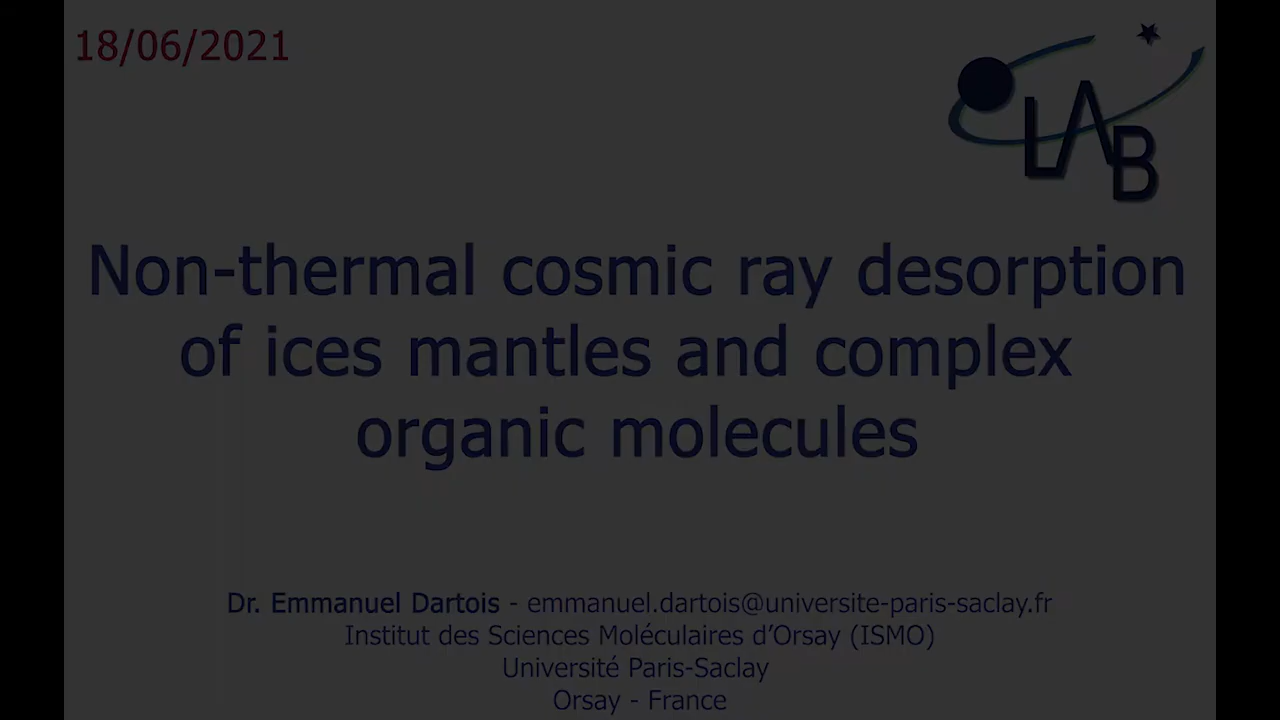 18/06/2021
LAB
Non-thermal cosmic ray desorption
of ices mantles and complex
organic molecules
Dr. Emmanuel Dartois - emmanuel.dartois@universite-paris-saclay.fr
Institut des Sciences Moléculaires d’Orsay (ISMO)
Université Paris-Saclay
Orsay - France